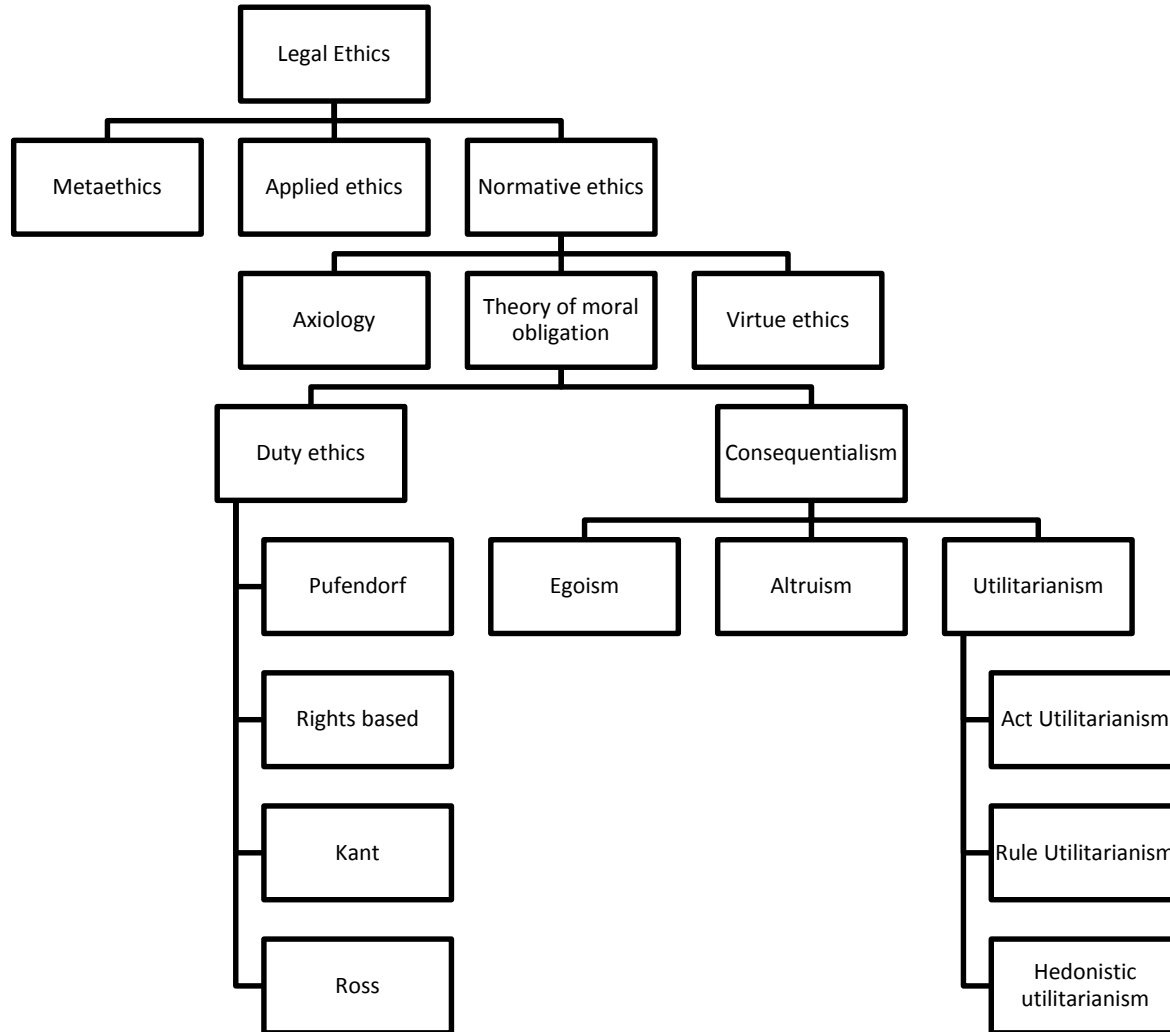 Legal Ethics
Metaethics
Applied ethics
Normative ethics
Axiology
Theory of moral
obligation
Virtue ethics
Duty ethics
Consequentialism
Pufendorf
Egoism
Altruism
Utilitarianism
Rights based
Act Utilitarianism
Kant
Rule Utilitarianism
Ross
Hedonistic
utilitarianism